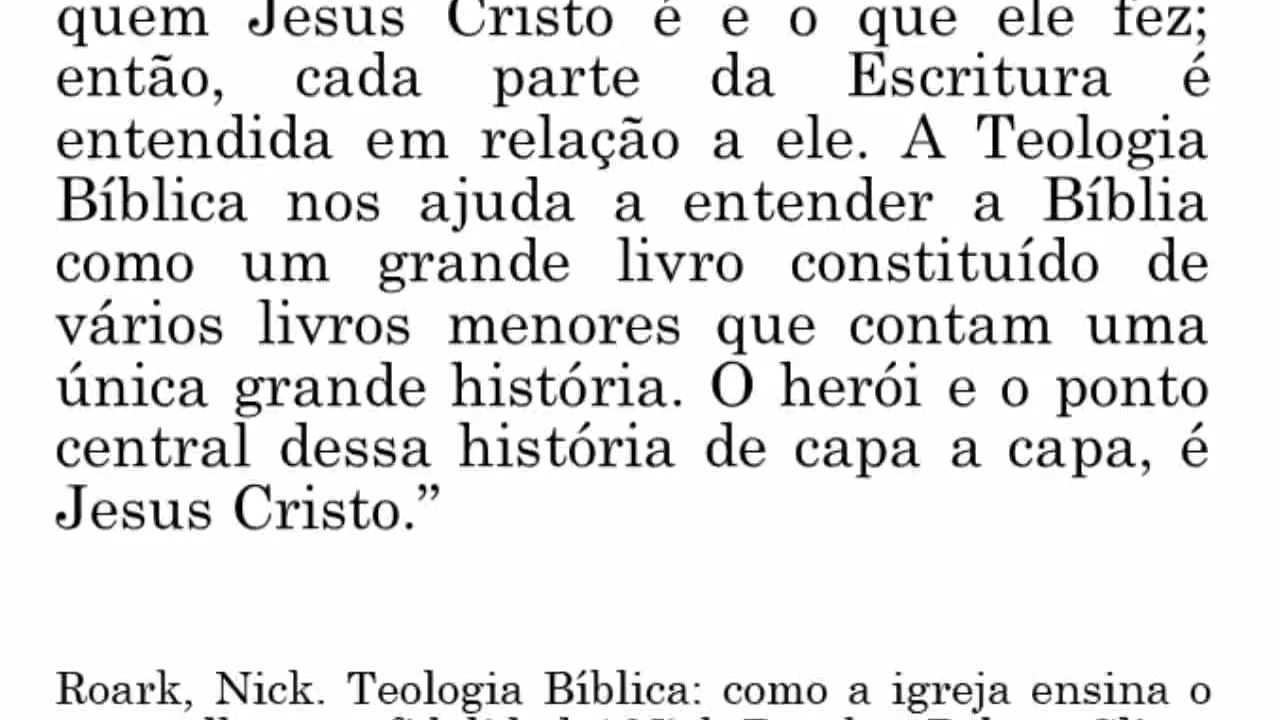 quem Jesus Cristo é e o que ele fez;
então, cada parte da Escritura é
entendida em relação a ele. A Teologia
Bíblica nos ajuda a entender a Bíblia
como um grande livro constituído de
vários livros menores que contam uma
única grande história. O herói e o ponto
central dessa história de capa a capa, é
Jesus Cristo.”
Roark, Nick. Teologia Bíblica: como a igreja ensina o